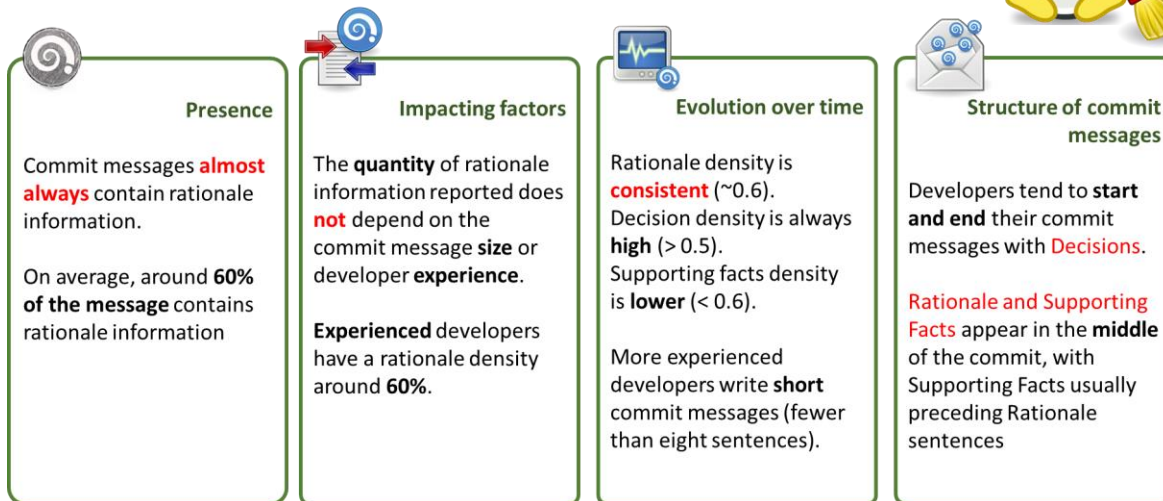 Presence
Commit messages almost
always contain rationale
information.
On average, around 60%
of the message contains
rationale information
Impacting factors
The quantity of rationale
information reported does
not depend on the
commit message size or
developer experience.
Experienced developers
have a rationale density
around 60%.
Evolution over time
Rationale density is
consistent (~0.6).
Decision density is always
high (> 0.5).
Supporting facts density
is lower (< 0.6).
More experienced
developers write short
commit messages (fewer
than eight sentences).
Structure of commit
messages
Developers tend to start
and end their commit
messages with Decisions.
Rationale and Supporting
Facts appear in the middle
of the commit, with
Supporting Facts usually
preceding Rationale
sentences